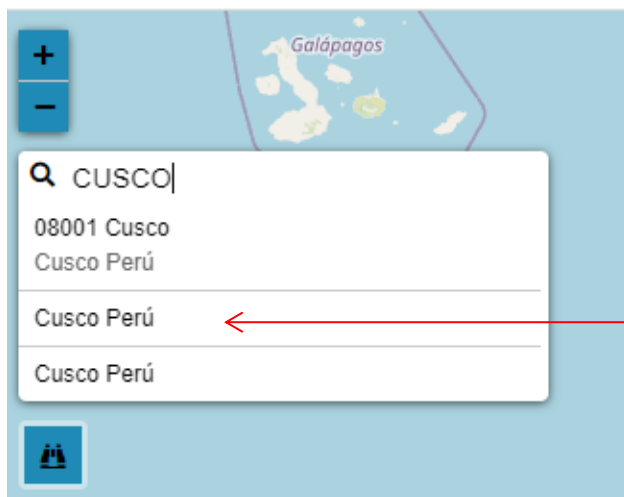 Galápagos
+
−
CUSCO
08001 Cusco
Cusco Perú
Cusco Perú
Cusco Perú